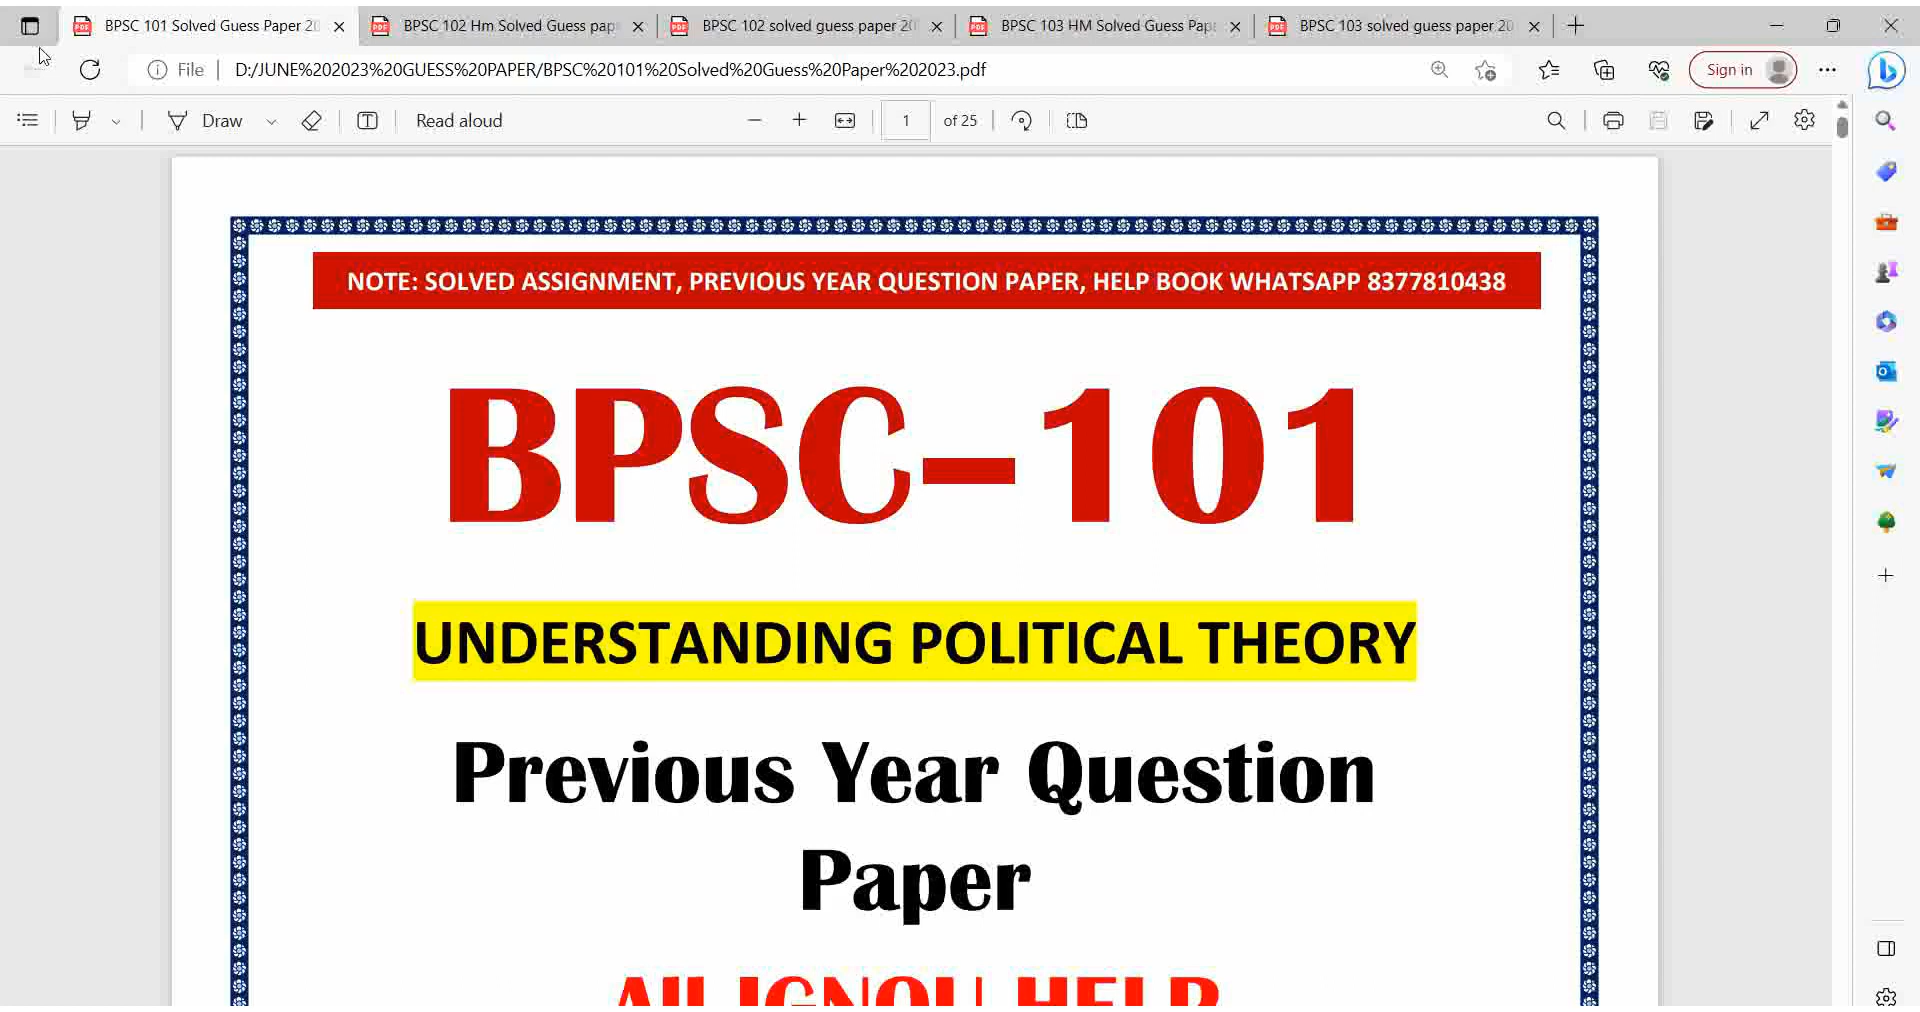 BPSC 101 Solved Guess Paper 20
BPSC 102 Hm Solved Guess pap
BPSC 102 solved guess paper 20
BPSC 103 HM Solved Guess Pap
BPSC 103 solved guess paper 20
File
D:/JUNE%202023%20GUESS%20PAPER/BPSC%20101%20Solved%20Guess%20Paper%202023.pdf
Sign in
Draw
Read aloud
1
of 25
NOTE: SOLVED ASSIGNMENT, PREVIOUS YEAR QUESTION PAPER, HELP BOOK WHATSAPP 8377810438
BPSC–101
UNDERSTANDING POLITICAL THEORY
Previous Year Question
Paper
All IGNOU HELP